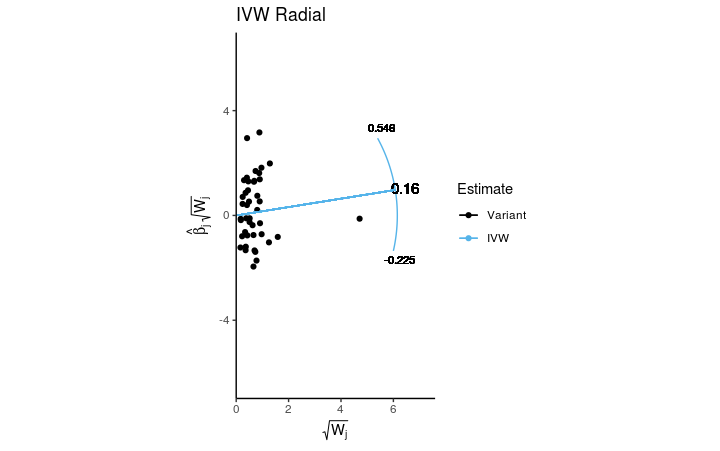 IVW Radial
β̂j√Wj
4
0
-4
0.546
0.16
-0.225
0
2
4
6
√Wj
Estimate
Variant
IVW